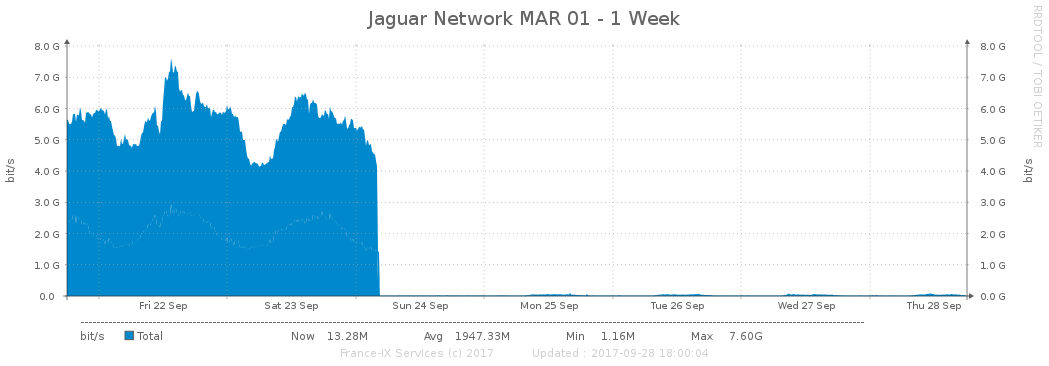 Jaguar Network MAR 01 - 1 Week
RRDTOOL / TOBI OETIKER
bit/s
bit/s
8.0 G 8.0 G
7.0 G 7.0 G
6.0 G 6.0 G
5.0 G 5.0 G
4.0 G 4.0 G
3.0 G 3.0 G
2.0 G 2.0 G
1.0 G 1.0 G
0.0 0.0 G
Fri 22 Sep Sat 23 Sep Sun 24 Sep Mon 25 Sep Tue 26 Sep Wed 27 Sep Thu 28 Sep
bit/s Total Now 13.28M Avg 1947.33M Min 1.16M Max 7.60G
France-IX Services (c) 2017 Updated : 2017-09-28 18:00:04